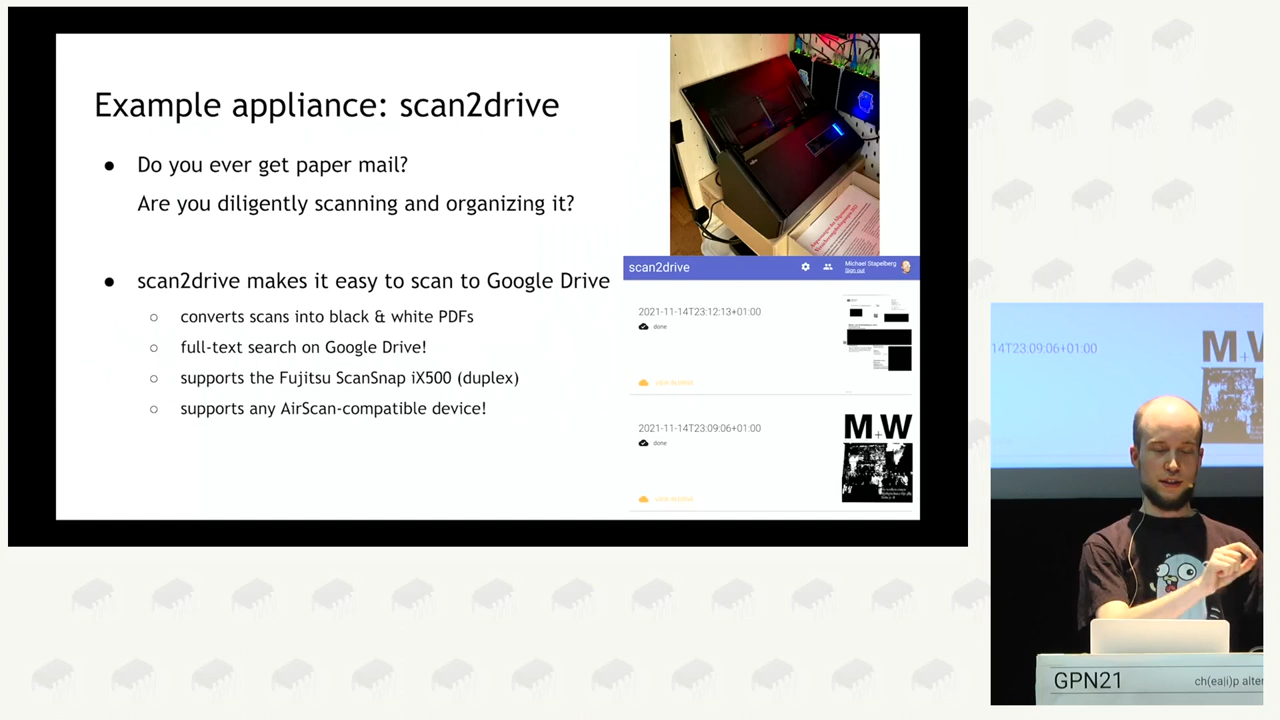 Example appliance: scan2drive
● Do you ever get paper mail?
Are you diligently scanning and organizing it?
● scan2drive makes it easy to scan to Google Drive
○ converts scans into black & white PDFs
○ full-text search on Google Drive!
○ supports the Fujitsu ScanSnap iX500 (duplex)
○ supports any AirScan-compatible device!
scan2drive
Michael Stapelberg
Sign out
2021-11-14T23:12:13+01:00
done
2021-11-14T23:09:06+01:00
done
M+W
14T23:09:06+01:00
M+W
GPN21
ch(ea|i)p alter